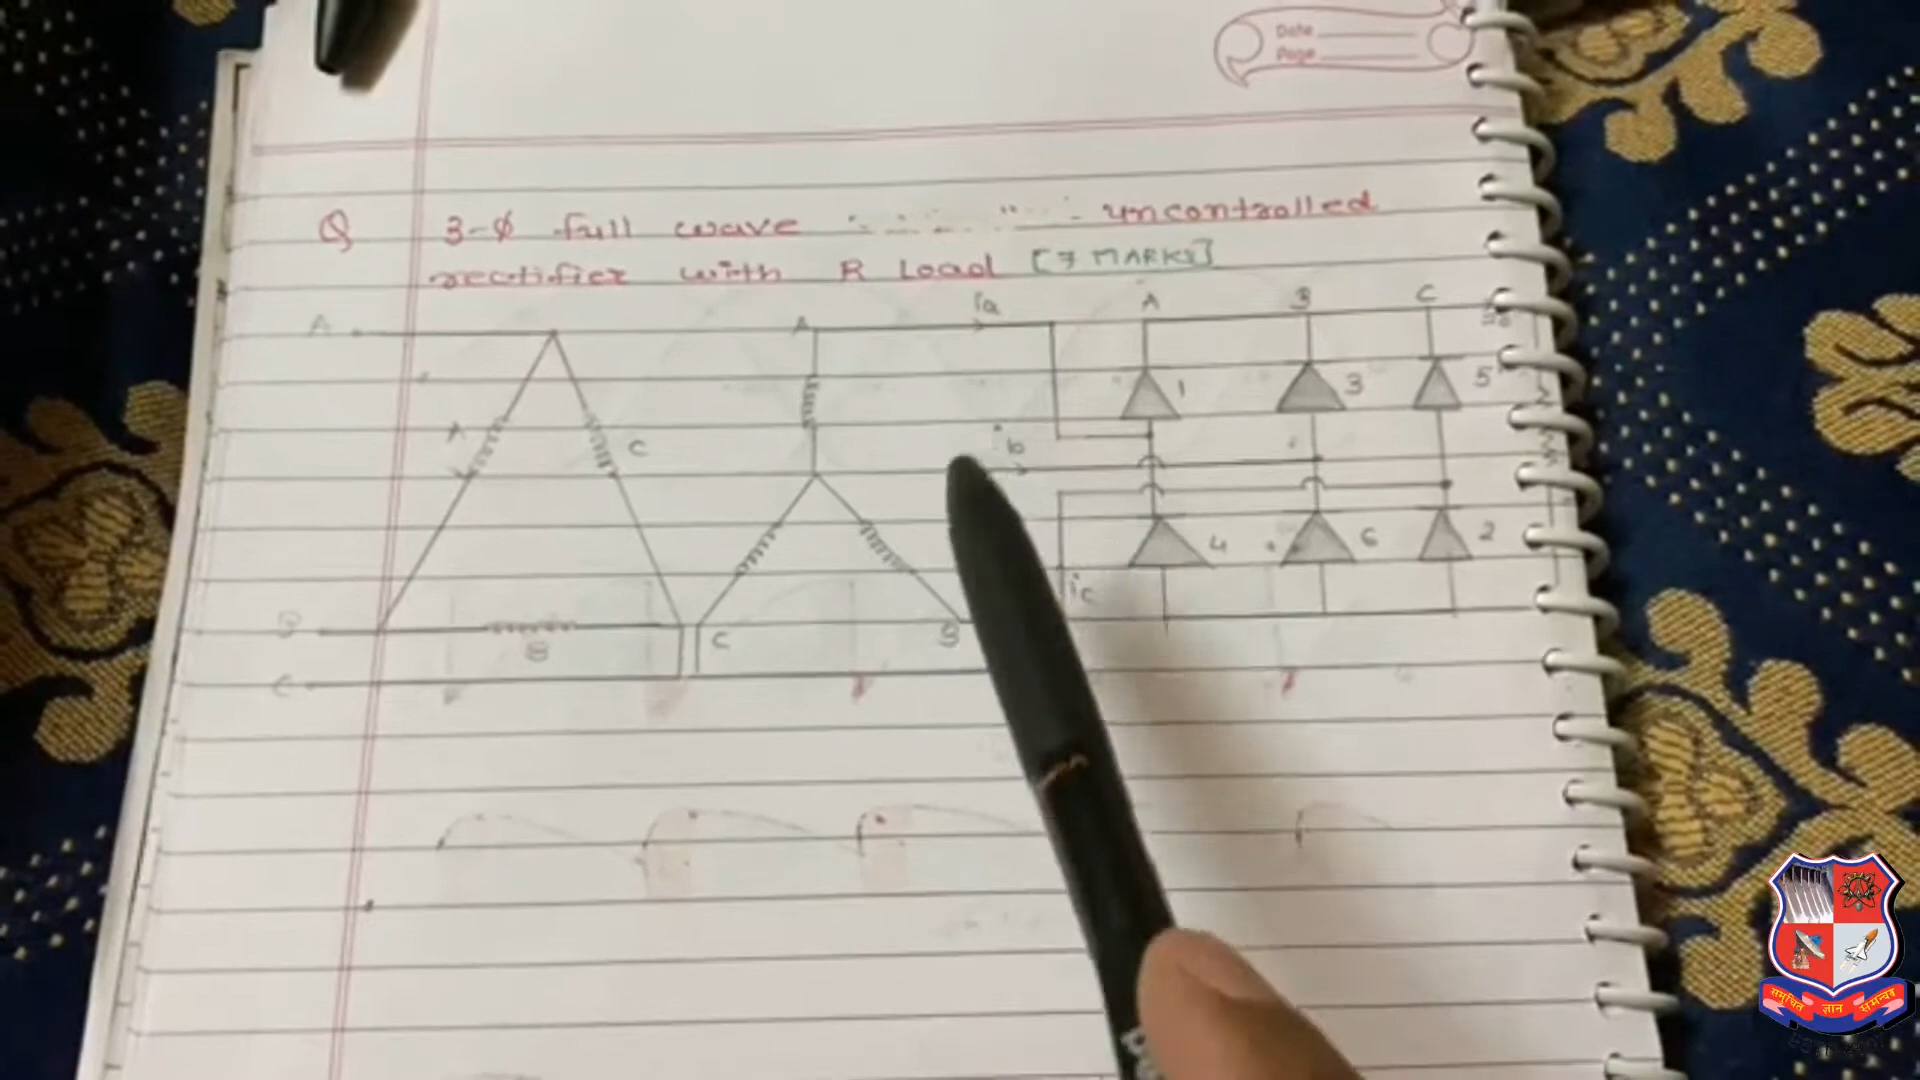 Date
Page
Q 3-ϕ full wave uncontrolled
rectifier with R Load [7 MARKS]
A
A
ia
A
B
C
1
3
5
C
ib
4
6
2
ic
B
C
B
C
समुचित ज्ञान समन्वय